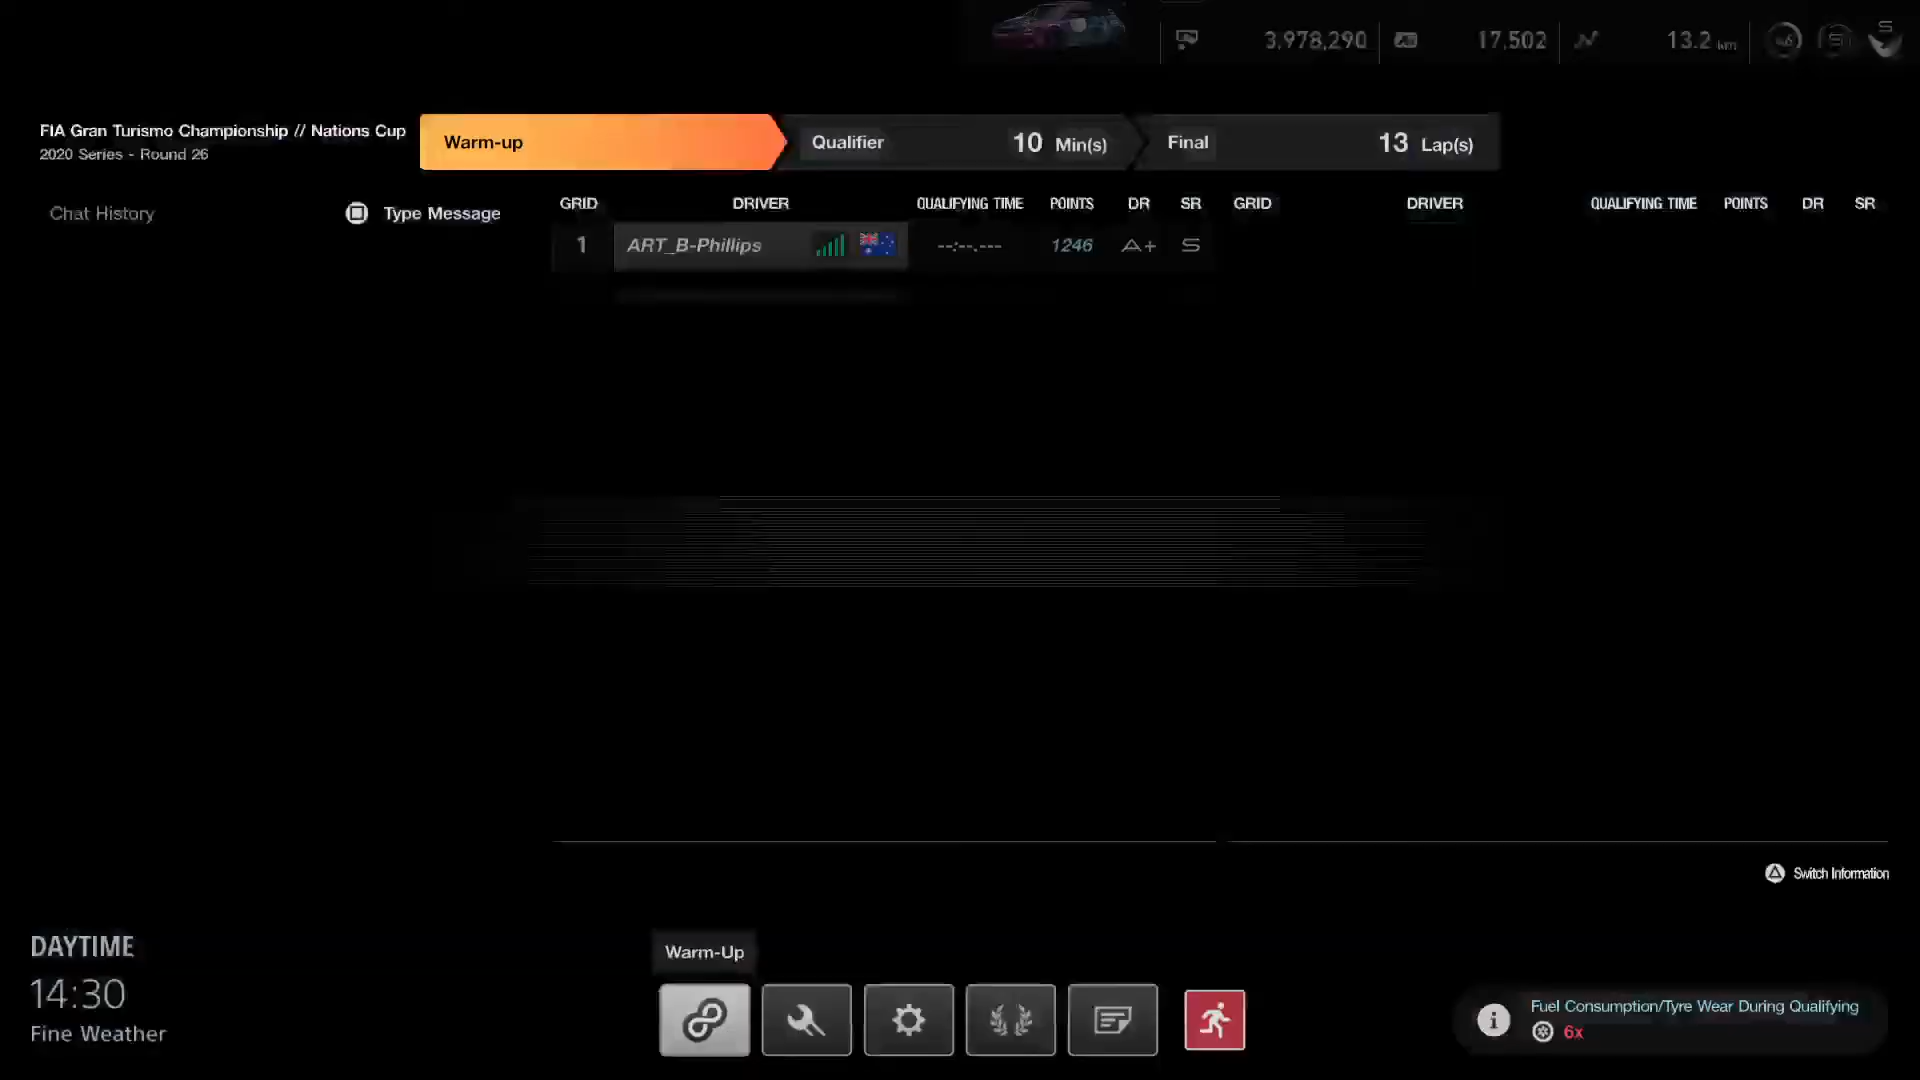 3,978,290 17,502 13.2 km
FIA Gran Turismo Championship // Nations Cup
2020 Series - Round 26
Warm-up
Qualifier 10 Min(s)
Final 13 Lap(s)
Chat History
Type Message
GRID DRIVER QUALIFYING TIME POINTS DR SR GRID DRIVER QUALIFYING TIME POINTS DR SR
1 ART_B-Phillips --:--.--- 1246 A+ S
Switch Information
DAYTIME
14:30
Fine Weather
Warm-Up
Fuel Consumption/Tyre Wear During Qualifying
6x